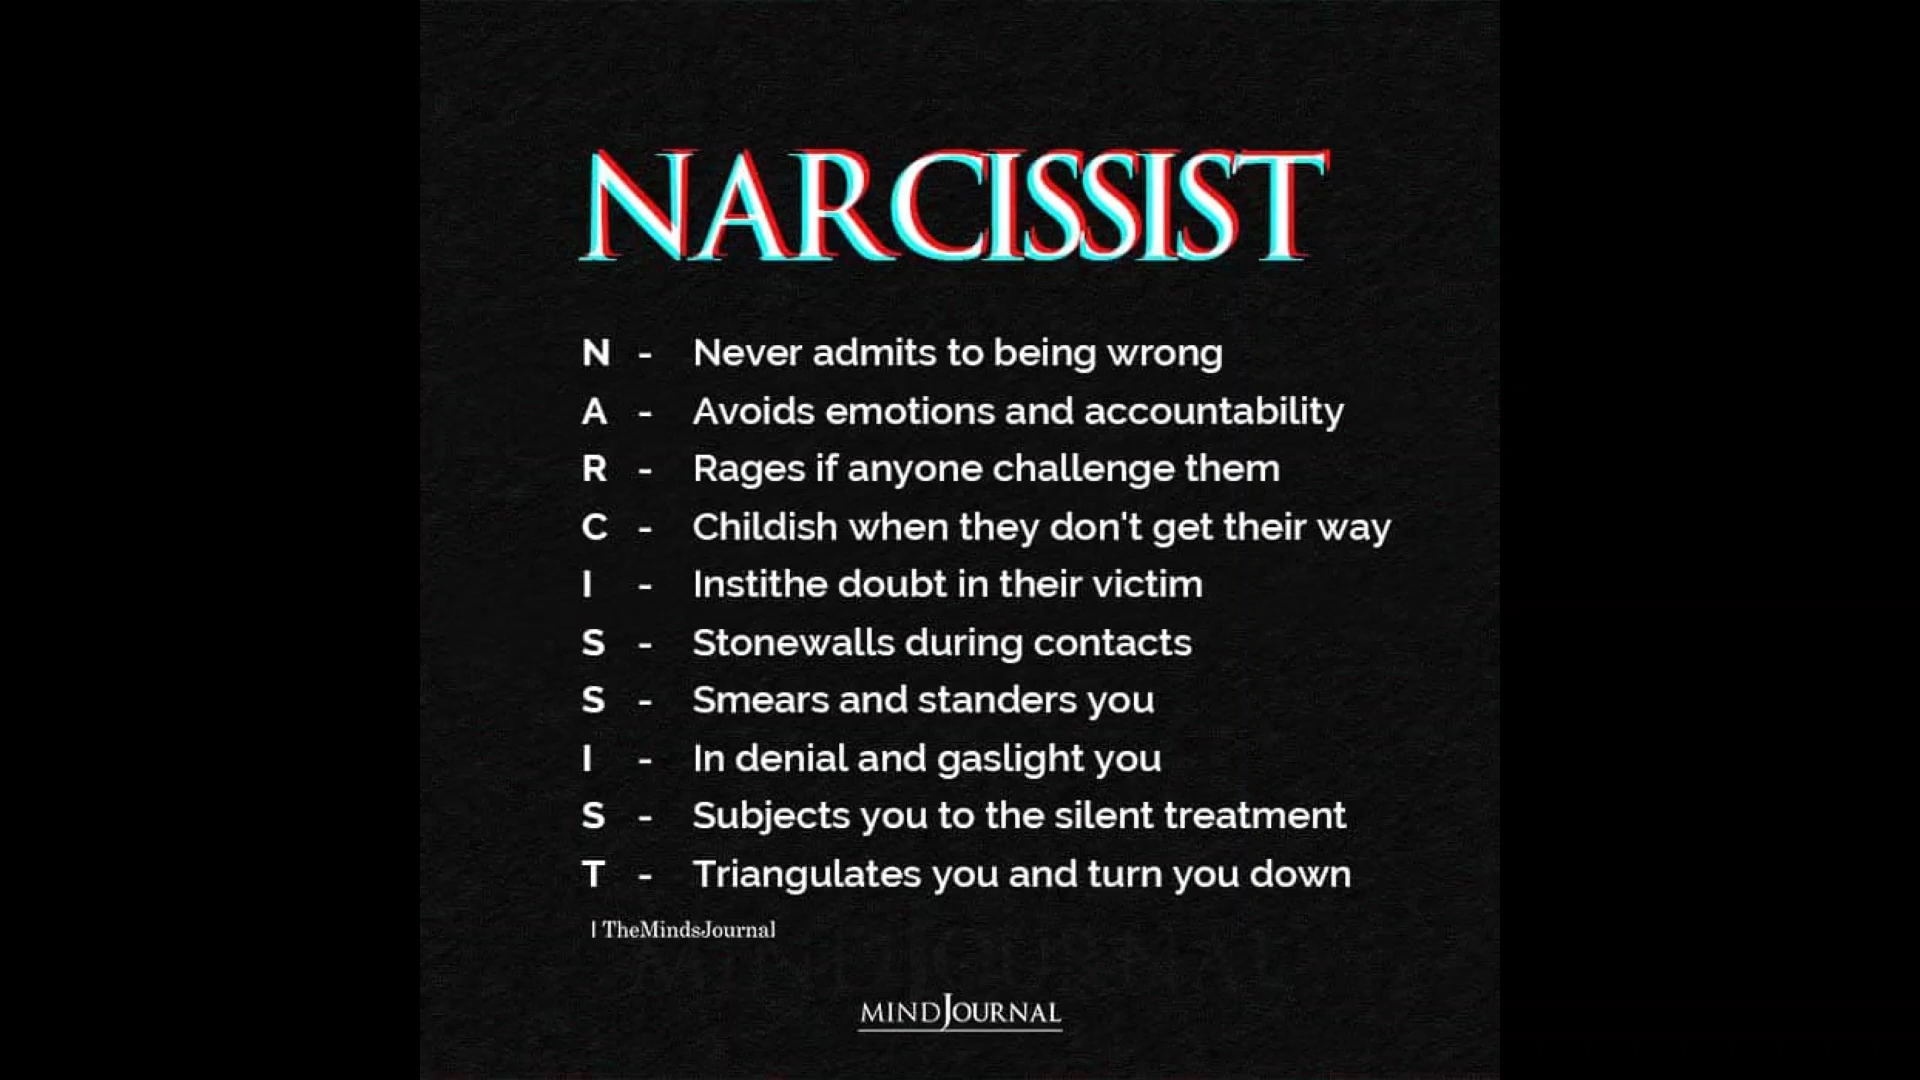 NARCISSIST
N - Never admits to being wrong
A - Avoids emotions and accountability
R - Rages if anyone challenge them
C - Childish when they don't get their way
I - Instithe doubt in their victim
S - Stonewalls during contacts
S - Smears and standers you
I - In denial and gaslight you
S - Subjects you to the silent treatment
T - Triangulates you and turn you down
| TheMindsJournal
MINDJOURNAL
MINDJOURNAL